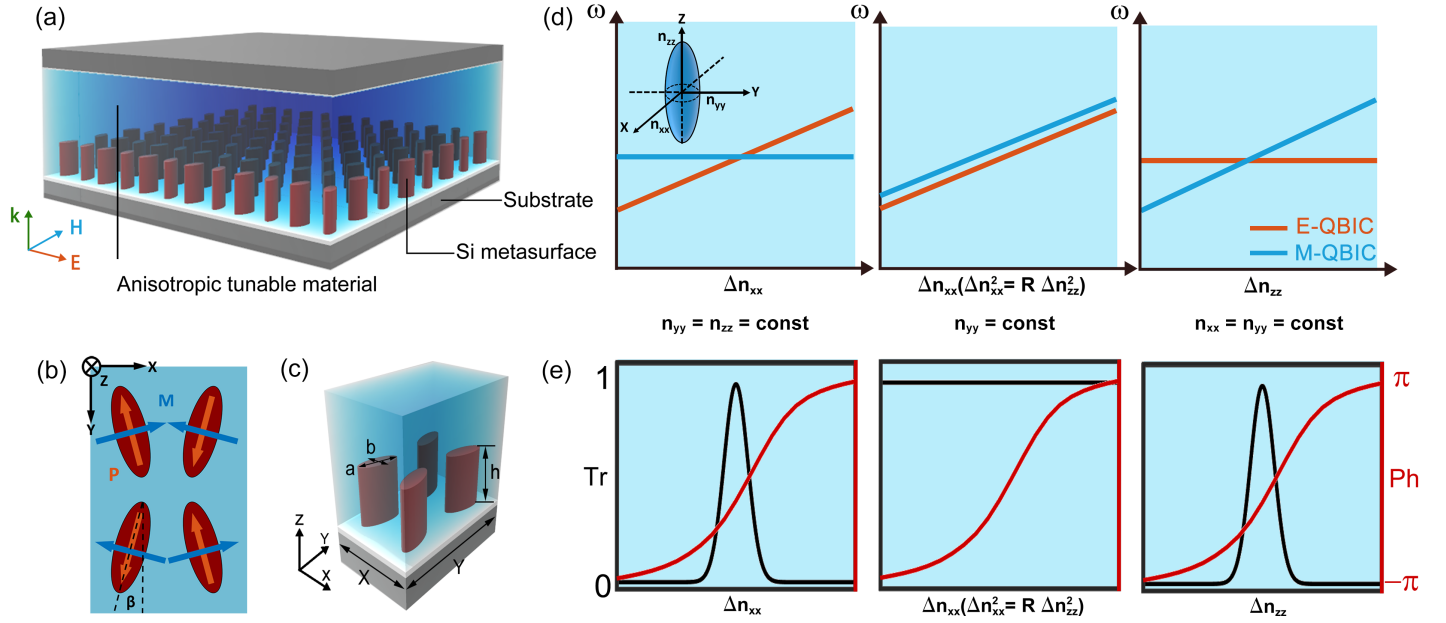 (a)
k
H
E
Substrate
Si metasurface
Anisotropic tunable material
(b)
Z
X
Y
M
P
β
(c)
a
b
h
Z
Y
X
X
Y
(d)
ω
ω
ω
Z
n_zz
Y
n_yy
X
n_xx
E-QBIC
M-QBIC
Δn_xx
Δn_xx(Δn²_xx= R Δn²_zz)
Δn_zz
n_yy = n_zz = const
n_yy = const
n_xx = n_yy = const
(e)
1
Tr
0
π
Ph
−π
Δn_xx
Δn_xx(Δn²_xx= R Δn²_zz)
Δn_zz